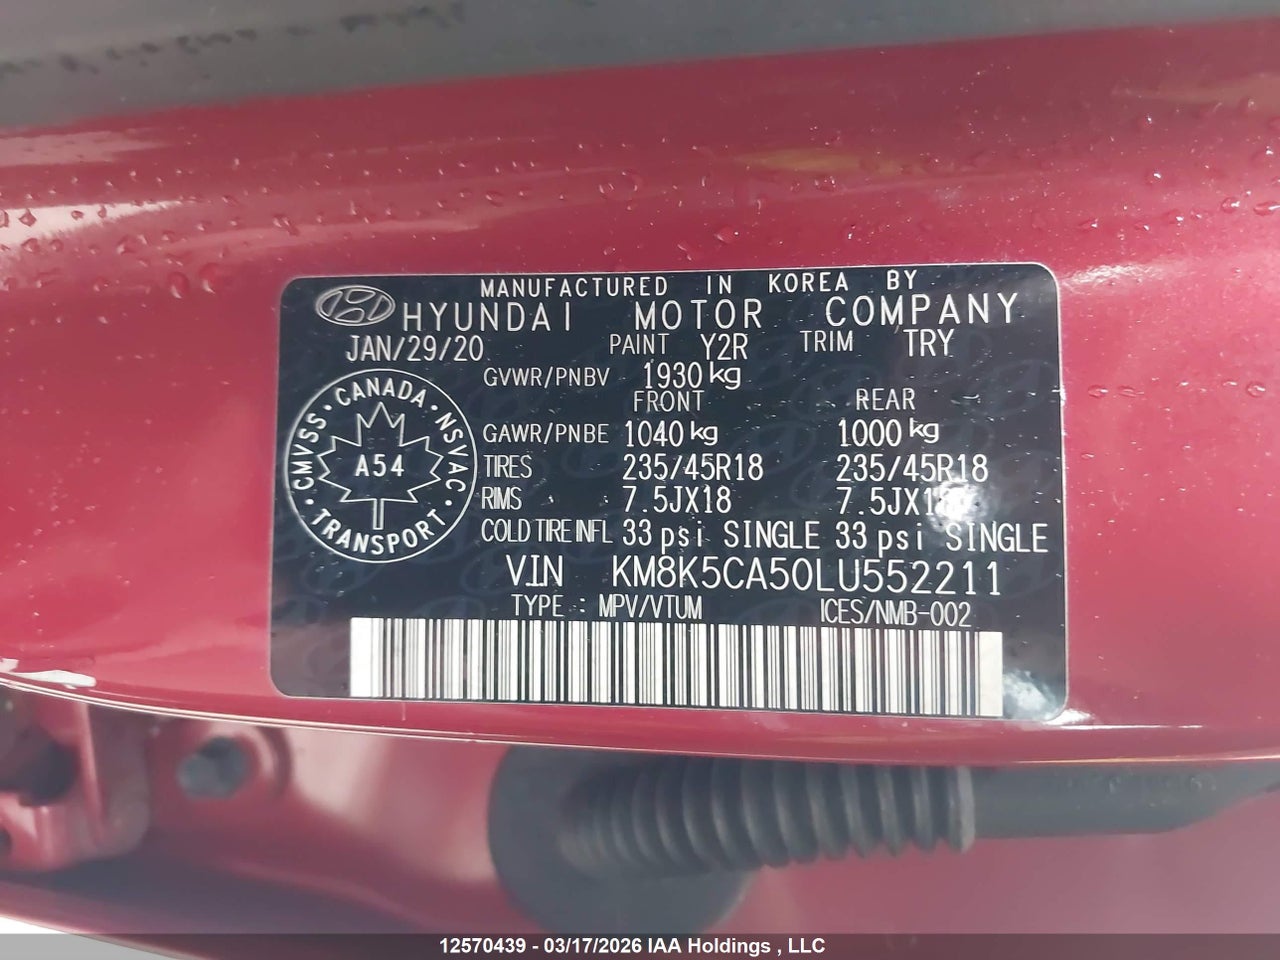 MANUFACTURED IN KOREA BY
HYUNDAI MOTOR COMPANY
JAN/29/20 PAINT Y2R TRIM TRY
GVWR/PNBV 1930 kg
FRONT REAR
GAWR/PNBE 1040 kg 1000 kg
TIRES 235/45R18 235/45R18
RIMS 7.5JX18 7.5JX18
COLD TIRE INFL 33 psi SINGLE 33 psi SINGLE
VIN KM8K5CA50LU552211
TYPE : MPV/VTUM ICES/NMB-002
CANADA · NSVAC · TRANSPORT · CMVSS ·
A54
12570439 - 03/17/2026 IAA Holdings , LLC